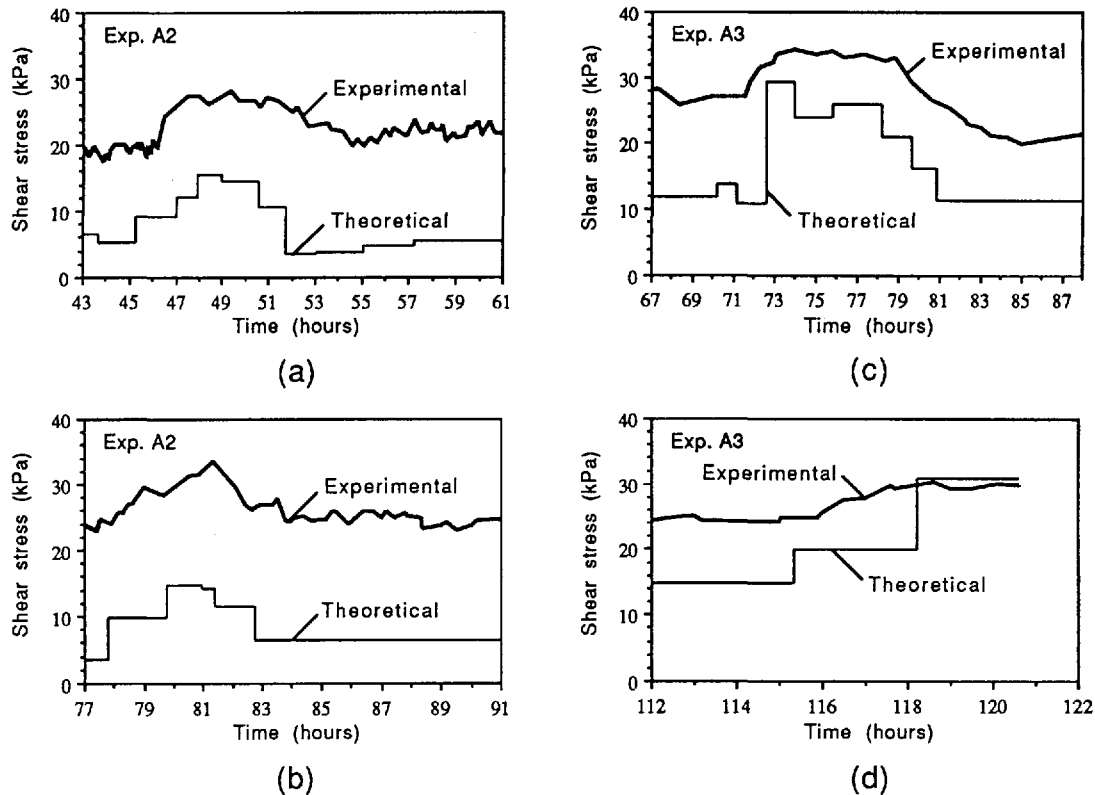 Exp. A2
Shear stress (kPa)
40
30
20
10
0
Experimental
Theoretical
43 45 47 49 51 53 55 57 59 61
Time (hours)
(a)
Exp. A3
Shear stress (kPa)
40
30
20
10
0
Experimental
Theoretical
67 69 71 73 75 77 79 81 83 85 87
Time (hours)
(c)
Exp. A2
Shear stress (kPa)
40
30
20
10
0
Experimental
Theoretical
77 79 81 83 85 87 89 91
Time (hours)
(b)
Exp. A3
Shear stress (kPa)
40
30
20
10
0
Experimental
Theoretical
112 114 116 118 120 122
Time (hours)
(d)